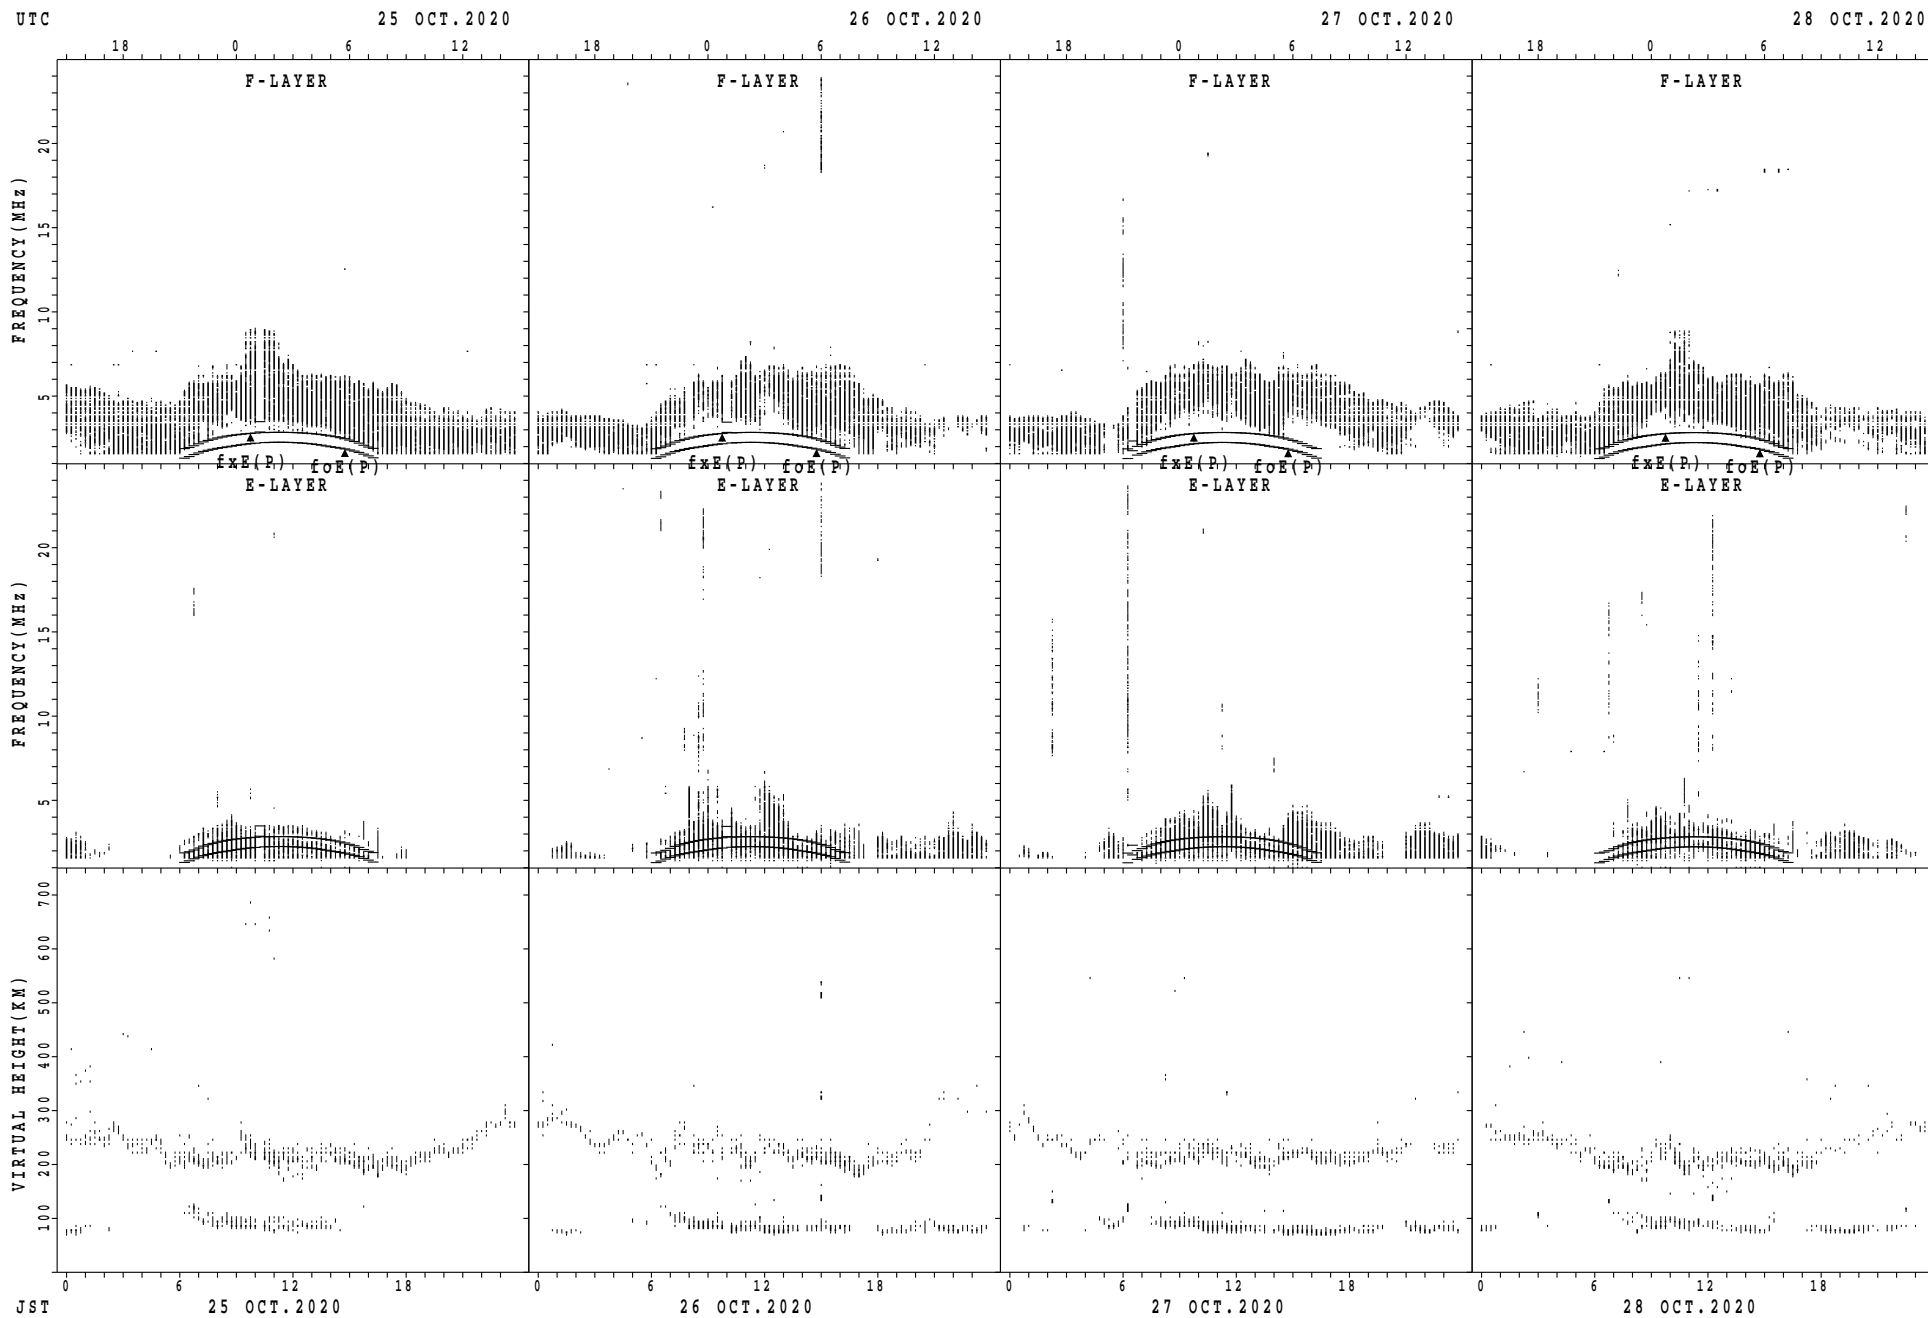 UTC 25 OCT.2020 26 OCT.2020 27 OCT.2020 28 OCT.2020
18 0 6 12 18 0 6 12 18 0 6 12 18 0 6 12
F-LAYER F-LAYER F-LAYER F-LAYER
FREQUENCY(MHz)
20
15
10
5
fxE(P) foE(P) fxE(P) foE(P) fxE(P) foE(P) fxE(P) foE(P)
E-LAYER E-LAYER E-LAYER E-LAYER
FREQUENCY(MHz)
20
15
10
5
VIRTUAL HEIGHT(KM)
700
600
500
400
300
200
100
0 6 12 18 0 6 12 18 0 6 12 18 0 6 12 18
JST 25 OCT.2020 26 OCT.2020 27 OCT.2020 28 OCT.2020